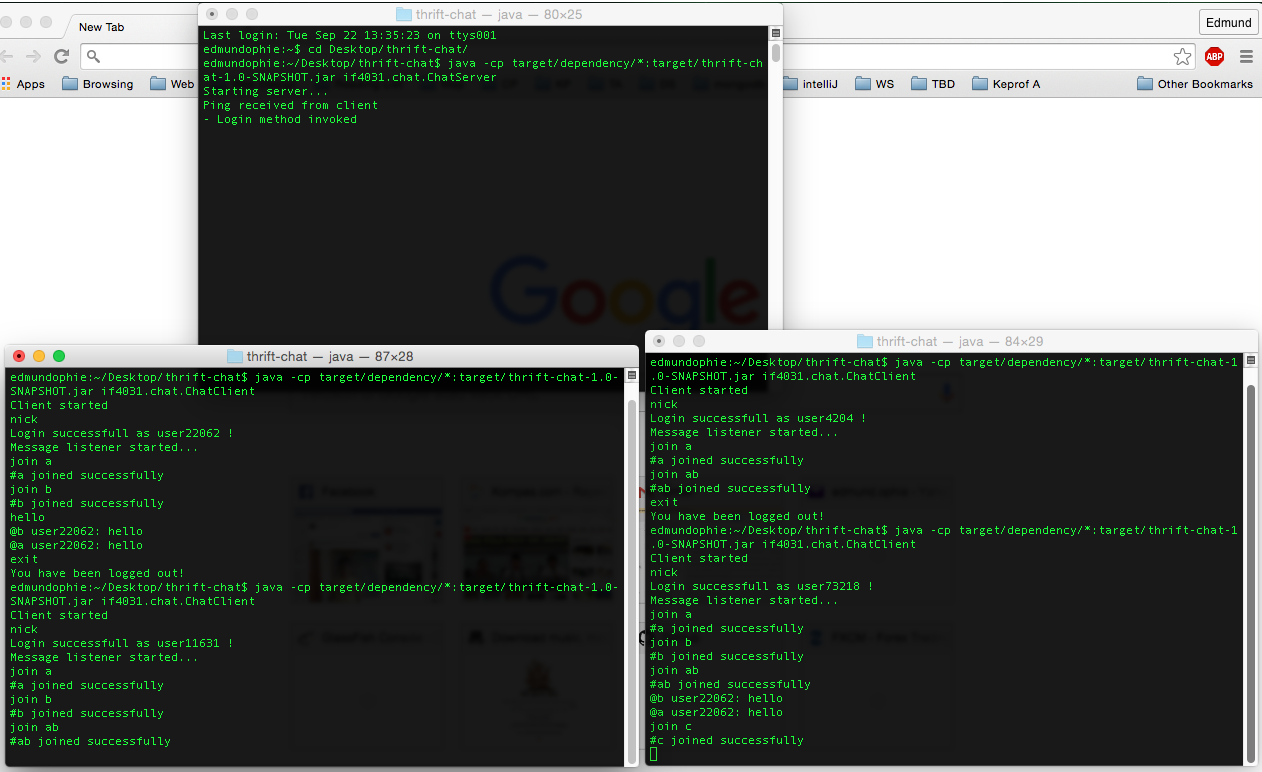 New Tab
Edmund
Apps
Browsing
Web
intelliJ
WS
TBD
Keprof A
Other Bookmarks
ABP
thrift-chat — java — 80×25
Last login: Tue Sep 22 13:35:23 on ttys001
edmundophie:~$ cd Desktop/thrift-chat/
edmundophie:~/Desktop/thrift-chat$ java -cp target/dependency/*:target/thrift-ch
at-1.0-SNAPSHOT.jar if4031.chat.ChatServer
Starting server...
Ping received from client
- Login method invoked
Google
thrift-chat — java — 87×28
edmundophie:~/Desktop/thrift-chat$ java -cp target/dependency/*:target/thrift-chat-1.0-
SNAPSHOT.jar if4031.chat.ChatClient
Client started
nick
Login successfull as user22062 !
Message listener started...
join a
#a joined successfully
join b
#b joined successfully
hello
@b user22062: hello
@a user22062: hello
exit
You have been logged out!
edmundophie:~/Desktop/thrift-chat$ java -cp target/dependency/*:target/thrift-chat-1.0-
SNAPSHOT.jar if4031.chat.ChatClient
Client started
nick
Login successfull as user11631 !
Message listener started...
join a
#a joined successfully
join b
#b joined successfully
join ab
#ab joined successfully
Facebook
thrift-chat — java — 84×29
edmundophie:~/Desktop/thrift-chat$ java -cp target/dependency/*:target/thrift-chat-1
.0-SNAPSHOT.jar if4031.chat.ChatClient
Client started
nick
Login successfull as user4204 !
Message listener started...
join a
#a joined successfully
join ab
#ab joined successfully
exit
You have been logged out!
edmundophie:~/Desktop/thrift-chat$ java -cp target/dependency/*:target/thrift-chat-1
.0-SNAPSHOT.jar if4031.chat.ChatClient
Client started
nick
Login successfull as user73218 !
Message listener started...
join a
#a joined successfully
join b
#b joined successfully
join ab
#ab joined successfully
@b user22062: hello
@a user22062: hello
join c
#c joined successfully